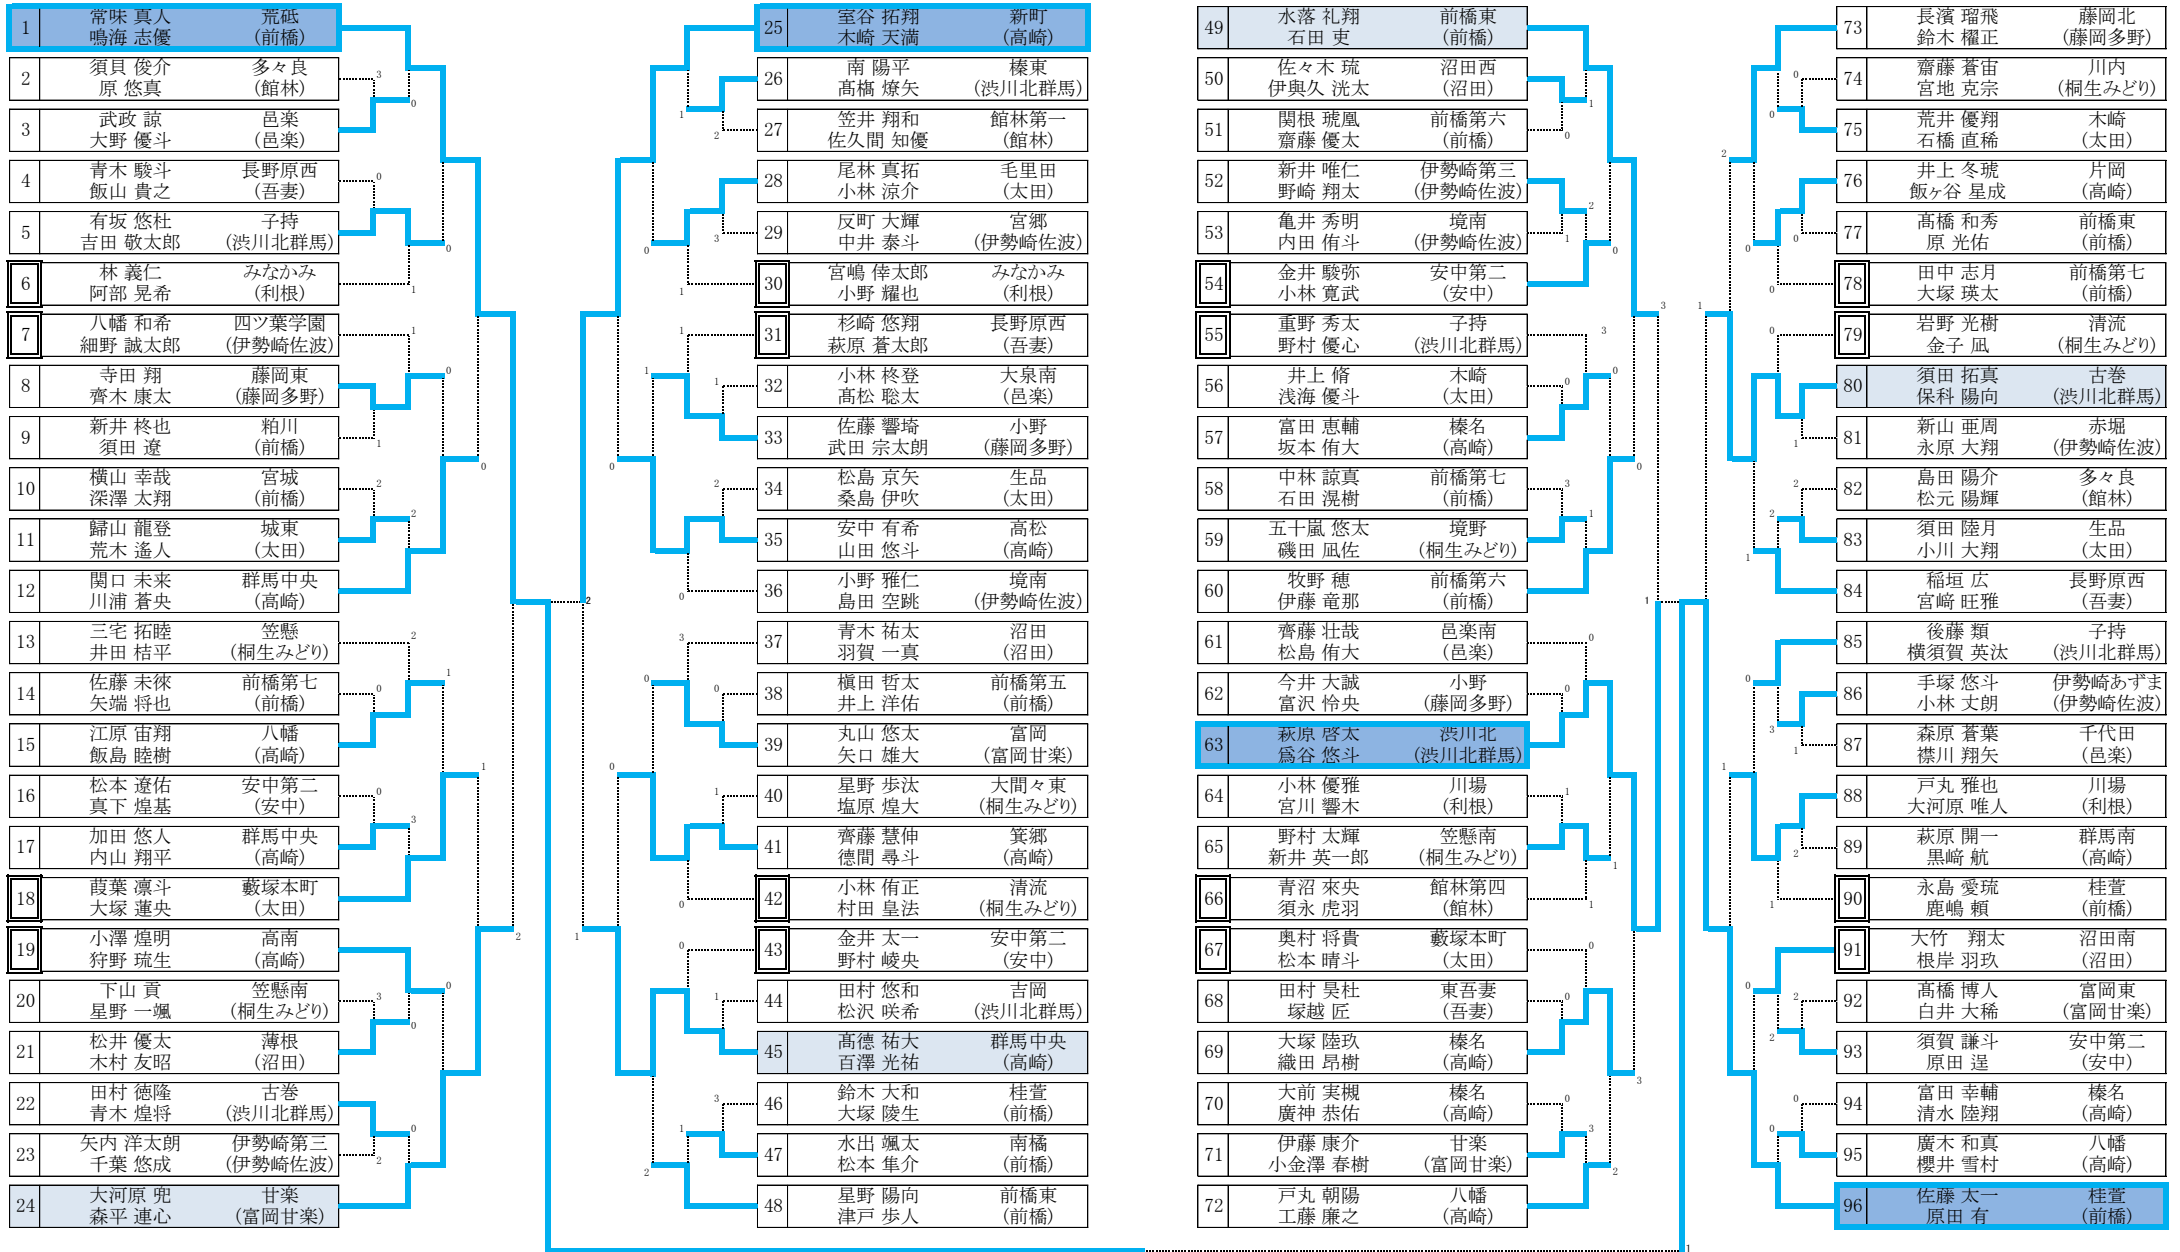 1 常味 真人 荒砥
鳴海 志優 (前橋)
2 須貝 俊介 多々良
原 悠真 (館林)
3 武政 諒 邑楽
大野 優斗 (邑楽)
4 青木 駿斗 長野原西
飯山 貴之 (吾妻)
5 有坂 悠杜 子持
吉田 敬太郎 (渋川北群馬)
6 林 義仁 みなかみ
阿部 晃希 (利根)
7 八幡 和希 四ツ葉学園
細野 誠太郎 (伊勢崎佐波)
8 寺田 翔 藤岡東
齊木 康太 (藤岡多野)
9 新井 柊也 粕川
須田 遼 (前橋)
10 横山 幸哉 宮城
深澤 太翔 (前橋)
11 歸山 龍登 城東
荒木 遙人 (太田)
12 関口 未来 群馬中央
川浦 蒼央 (高崎)
13 三宅 拓睦 笠懸
井田 桔平 (桐生みどり)
14 佐藤 未徠 前橋第七
矢端 将也 (前橋)
15 江原 宙翔 八幡
飯島 睦樹 (高崎)
16 松本 遼佑 安中第二
真下 煌基 (安中)
17 加田 悠人 群馬中央
内山 翔平 (高崎)
18 葭葉 凛斗 藪塚本町
大塚 蓮央 (太田)
19 小澤 煌明 高南
狩野 琉生 (高崎)
20 下山 貢 笠懸南
星野 一颯 (桐生みどり)
21 松井 優太 薄根
木村 友昭 (沼田)
22 田村 徳隆 古巻
青木 煌将 (渋川北群馬)
23 矢内 洋太朗 伊勢崎第三
千葉 悠成 (伊勢崎佐波)
24 大河原 兜 甘楽
森平 連心 (富岡甘楽)
25 室谷 拓翔 新町
木崎 天満 (高崎)
26 南 陽平 榛東
髙橋 燎矢 (渋川北群馬)
27 笠井 翔和 館林第一
佐久間 知優 (館林)
28 尾林 真拓 毛里田
小林 涼介 (太田)
29 反町 大輝 宮郷
中井 泰斗 (伊勢崎佐波)
30 宮嶋 倖太郎 みなかみ
小野 耀也 (利根)
31 杉崎 悠翔 長野原西
萩原 蒼太郎 (吾妻)
32 小林 柊登 大泉南
髙松 聡太 (邑楽)
33 佐藤 響埼 小野
武田 宗太朗 (藤岡多野)
34 松島 京矢 生品
桑島 伊吹 (太田)
35 安中 有希 高松
山田 悠斗 (高崎)
36 小野 雅仁 境南
島田 空跳 (伊勢崎佐波)
37 青木 祐太 沼田
羽賀 一真 (沼田)
38 槇田 哲太 前橋第五
井上 洋佑 (前橋)
39 丸山 悠太 富岡
矢口 雄大 (富岡甘楽)
40 星野 歩汰 大間々東
塩原 煌大 (桐生みどり)
41 齊藤 慧伸 箕郷
德間 尋斗 (高崎)
42 小林 侑正 清流
村田 皇法 (桐生みどり)
43 金井 太一 安中第二
野村 崚央 (安中)
44 田村 悠和 吉岡
松沢 咲希 (渋川北群馬)
45 髙德 祐大 群馬中央
百澤 光祐 (高崎)
46 鈴木 大和 桂萱
大塚 陵生 (前橋)
47 水出 颯太 南橘
松本 隼介 (前橋)
48 星野 陽向 前橋東
津戸 歩人 (前橋)
49 水落 礼翔 前橋東
石田 吏 (前橋)
50 佐々木 琉 沼田西
伊與久 洸太 (沼田)
51 関根 琥凰 前橋第六
齋藤 優太 (前橋)
52 新井 唯仁 伊勢崎第三
野崎 翔太 (伊勢崎佐波)
53 亀井 秀明 境南
内田 侑斗 (伊勢崎佐波)
54 金井 駿弥 安中第二
小林 寛武 (安中)
55 重野 秀太 子持
野村 優心 (渋川北群馬)
56 井上 脩 木崎
浅海 優斗 (太田)
57 富田 恵輔 榛名
坂本 侑大 (高崎)
58 中林 諒真 前橋第七
石田 滉樹 (前橋)
59 五十嵐 悠太 境野
磯田 凪佐 (桐生みどり)
60 牧野 穂 前橋第六
伊藤 竜那 (前橋)
61 齊藤 壮哉 邑楽南
松島 侑大 (邑楽)
62 今井 大誠 小野
富沢 怜央 (藤岡多野)
63 萩原 啓太 渋川北
爲谷 悠斗 (渋川北群馬)
64 小林 優雅 川場
宮川 響木 (利根)
65 野村 太輝 笠懸南
新井 英一郎 (桐生みどり)
66 青沼 來央 館林第四
須永 虎羽 (館林)
67 奥村 将貴 藪塚本町
松本 晴斗 (太田)
68 田村 昊杜 東吾妻
塚越 匠 (吾妻)
69 大塚 陸玖 榛名
織田 昂樹 (高崎)
70 大前 実槻 榛名
廣神 恭佑 (高崎)
71 伊藤 康介 甘楽
小金澤 春樹 (富岡甘楽)
72 戸丸 朝陽 八幡
工藤 廉之 (高崎)
73 長濱 瑠飛 藤岡北
鈴木 櫂正 (藤岡多野)
74 齋藤 蒼宙 川内
宮地 克宗 (桐生みどり)
75 荒井 優翔 木崎
石橋 直稀 (太田)
76 井上 冬琥 片岡
飯ヶ谷 星成 (高崎)
77 髙橋 和秀 前橋東
原 光佑 (前橋)
78 田中 志月 前橋第七
大塚 瑛太 (前橋)
79 岩野 光樹 清流
金子 凪 (桐生みどり)
80 須田 拓真 古巻
保科 陽向 (渋川北群馬)
81 新山 亜周 赤堀
永原 大翔 (伊勢崎佐波)
82 島田 陽介 多々良
松元 陽輝 (館林)
83 須田 陸月 生品
小川 大翔 (太田)
84 稲垣 広 長野原西
宮﨑 旺雅 (吾妻)
85 後藤 類 子持
横須賀 英汰 (渋川北群馬)
86 手塚 悠斗 伊勢崎あずま
小林 丈朗 (伊勢崎佐波)
87 森原 蒼葉 千代田
襟川 翔矢 (邑楽)
88 戸丸 雅也 川場
大河原 唯人 (利根)
89 萩原 開一 群馬南
黒﨑 航 (高崎)
90 永島 愛琉 桂萱
鹿嶋 頼 (前橋)
91 大竹 翔太 沼田南
根岸 羽玖 (沼田)
92 髙橋 博人 富岡東
白井 大稀 (富岡甘楽)
93 須賀 謙斗 安中第二
原田 逞 (安中)
94 富田 幸輔 榛名
清水 陸翔 (高崎)
95 廣木 和真 八幡
櫻井 雪村 (高崎)
96 佐藤 太一 桂萱
原田 有 (前橋)